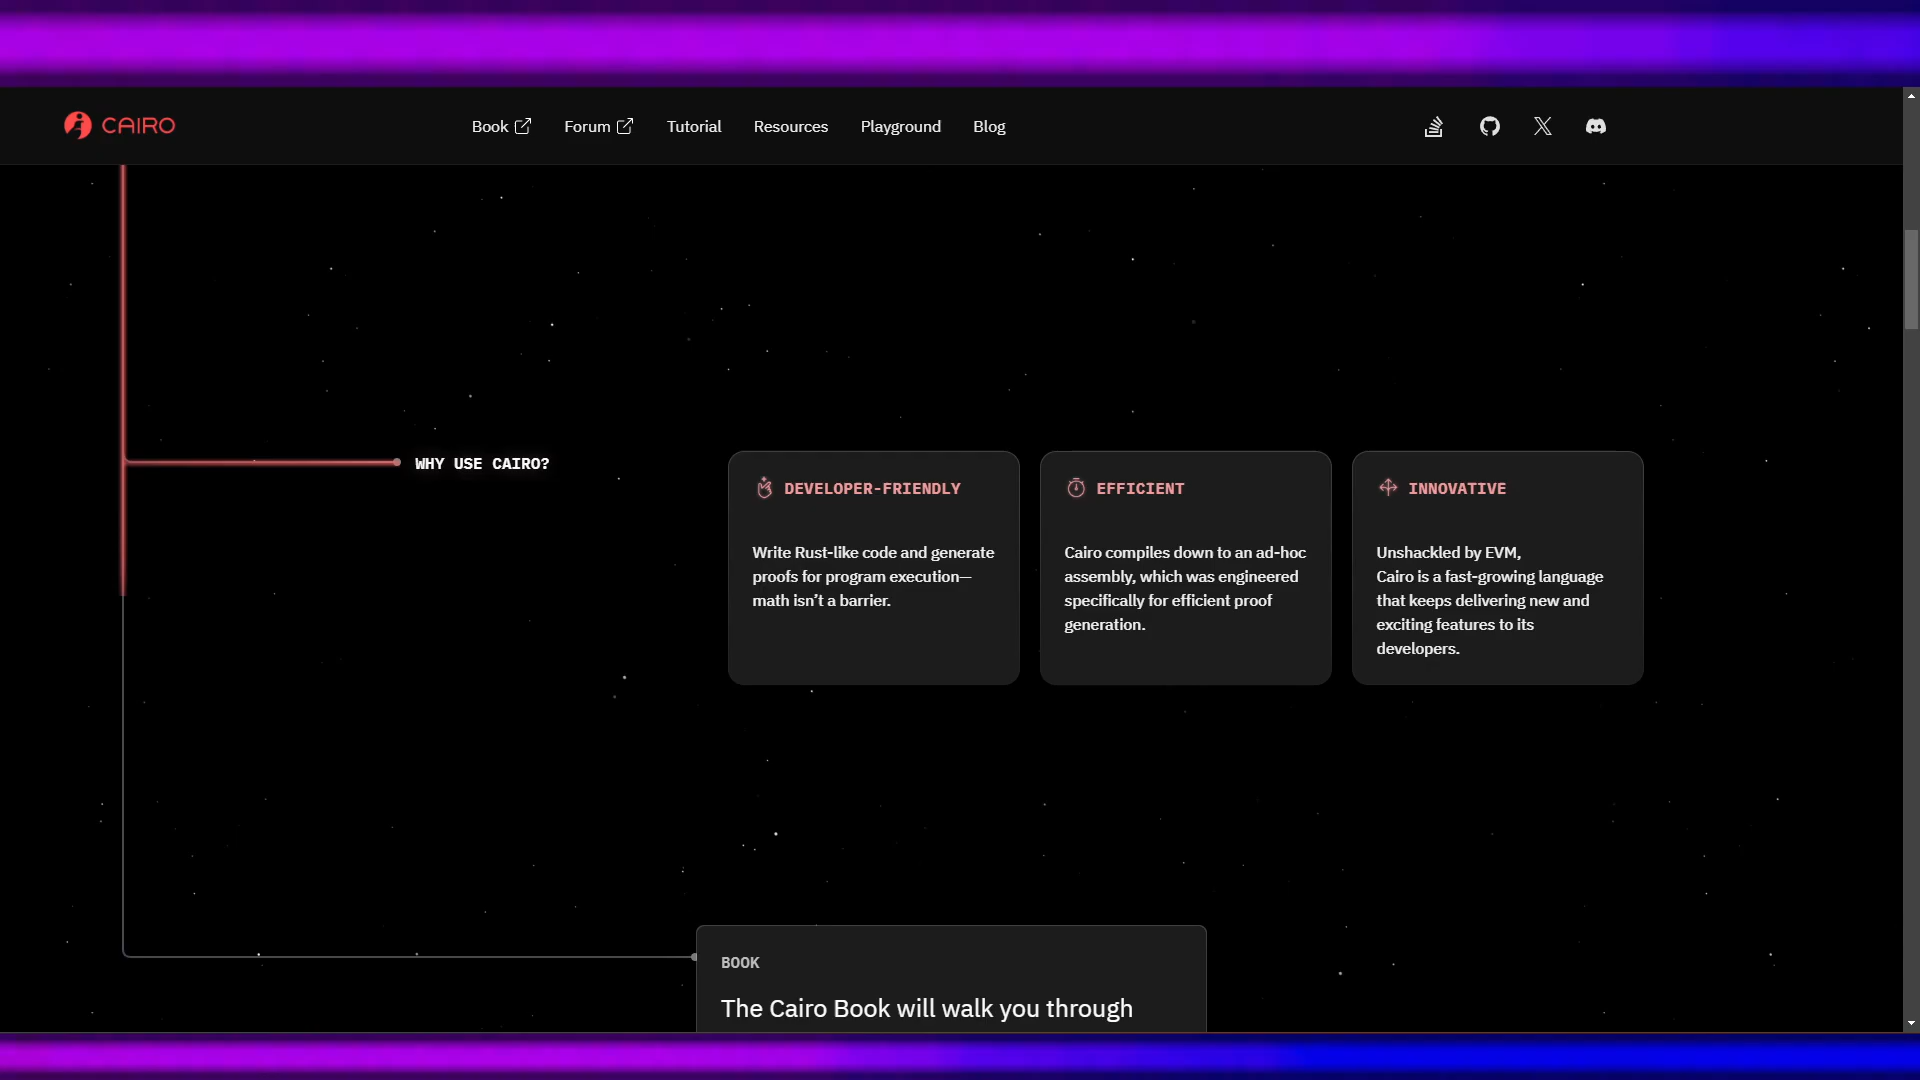 CAIRO
Book
Forum
Tutorial
Resources
Playground
Blog
WHY USE CAIRO?
DEVELOPER-FRIENDLY
Write Rust-like code and generate
proofs for program execution—
math isn’t a barrier.
EFFICIENT
Cairo compiles down to an ad-hoc
assembly, which was engineered
specifically for efficient proof
generation.
INNOVATIVE
Unshackled by EVM,
Cairo is a fast-growing language
that keeps delivering new and
exciting features to its
developers.
BOOK
The Cairo Book will walk you through